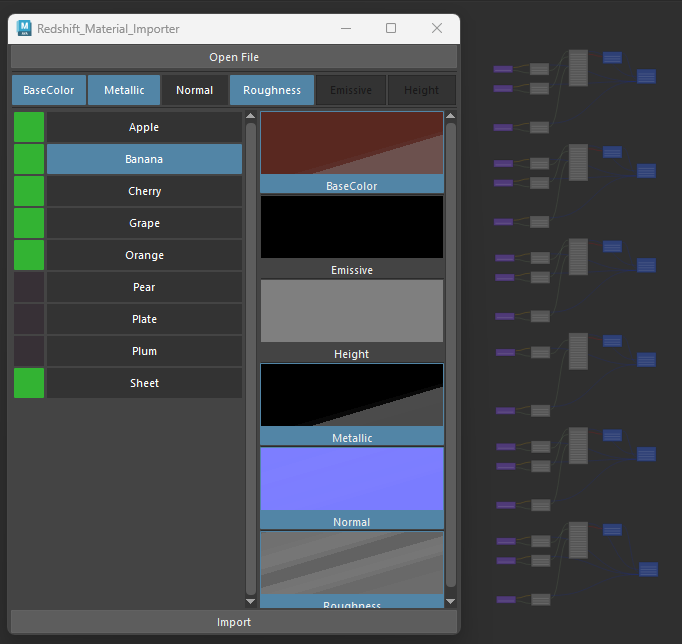 Redshift_Material_Importer
Open File
BaseColor Metallic Normal Roughness Emissive Height
Apple
Banana
Cherry
Grape
Orange
Pear
Plate
Plum
Sheet
BaseColor
Emissive
Height
Metallic
Normal
Roughness
Import